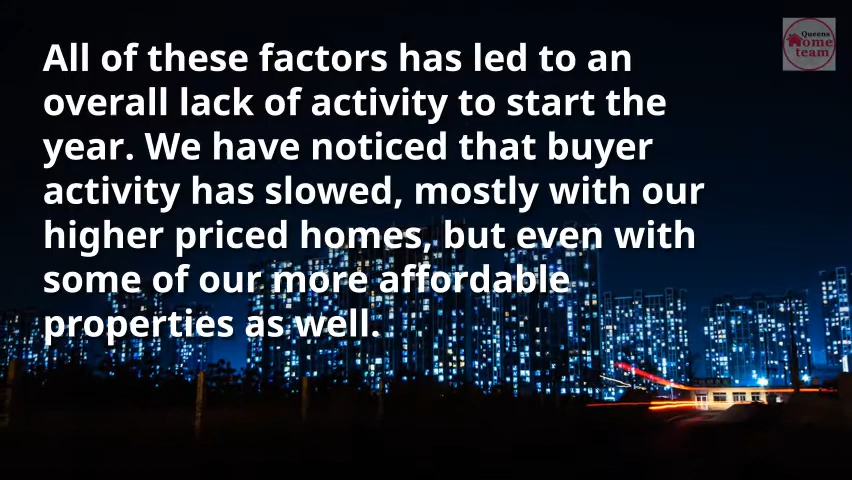 All of these factors has led to an
overall lack of activity to start the
year. We have noticed that buyer
activity has slowed, mostly with our
higher priced homes, but even with
some of our more affordable
properties as well.
Queens
Home
team